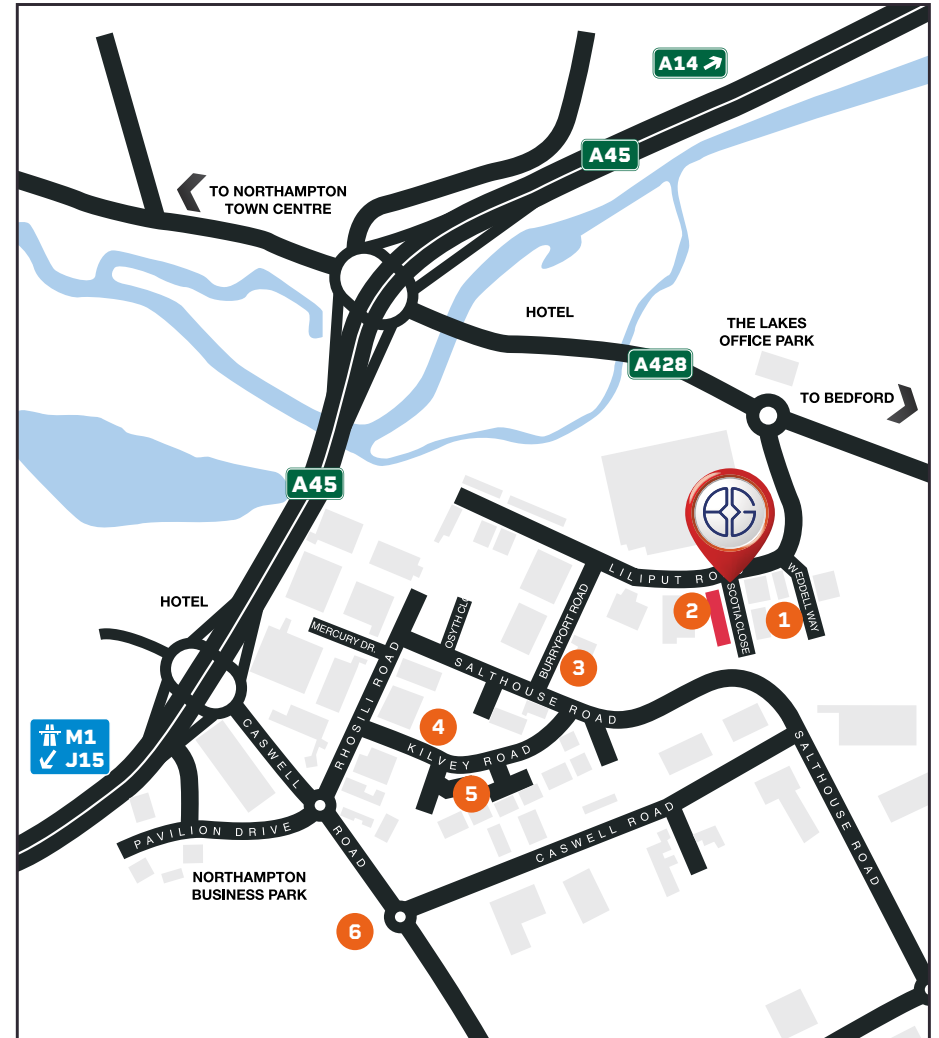 A14
A45
TO NORTHAMPTON
TOWN CENTRE
HOTEL
THE LAKES
OFFICE PARK
A428
TO BEDFORD
A45
LILIPUT RO
WEDDELL WAY
SCOTIA CLOSE
HOTEL
2
1
MERCURY DR.
OSYTH CL
BURRYPORT ROAD
3
SALTHOUSE ROAD
RHOSILI ROAD
4
KILVEY ROAD
5
M1
J15
CASWELL ROAD
PAVILION DRIVE
CASWELL ROAD
SALTHOUSE ROAD
NORTHAMPTON
BUSINESS PARK
6